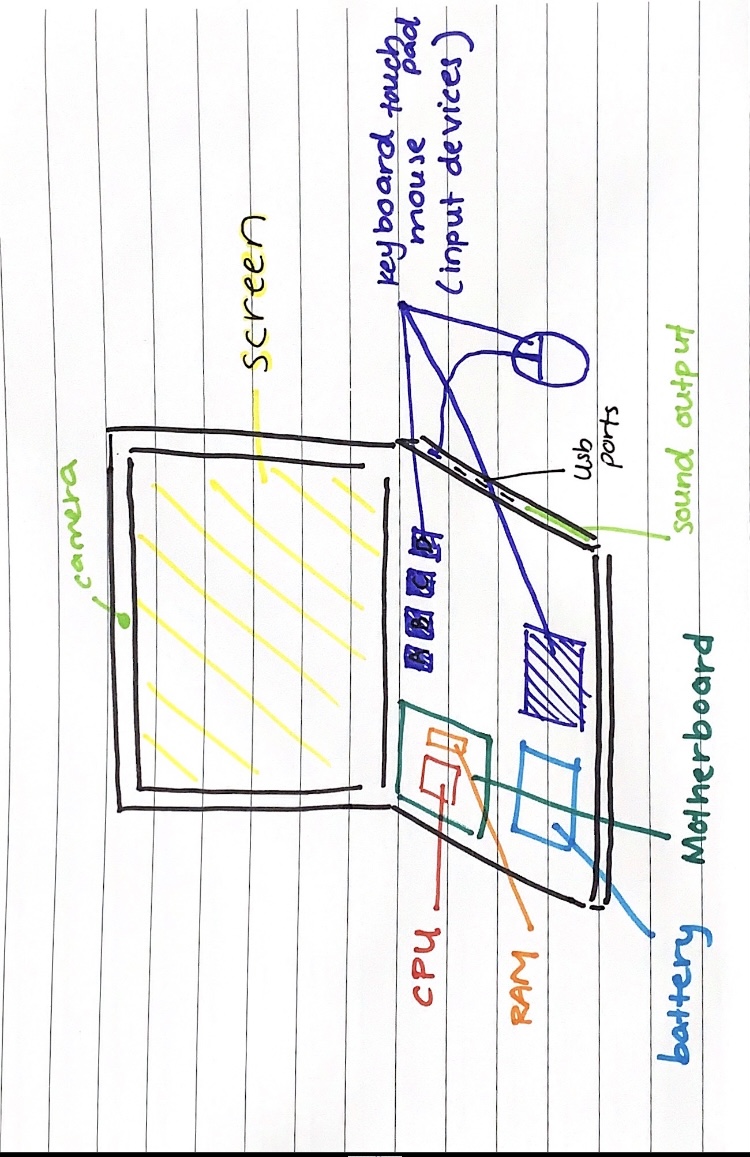 camera
screen
keyboard touch
pad
mouse
(input devices)
A B C D
usb
ports
sound output
CPU
RAM
battery
Motherboard